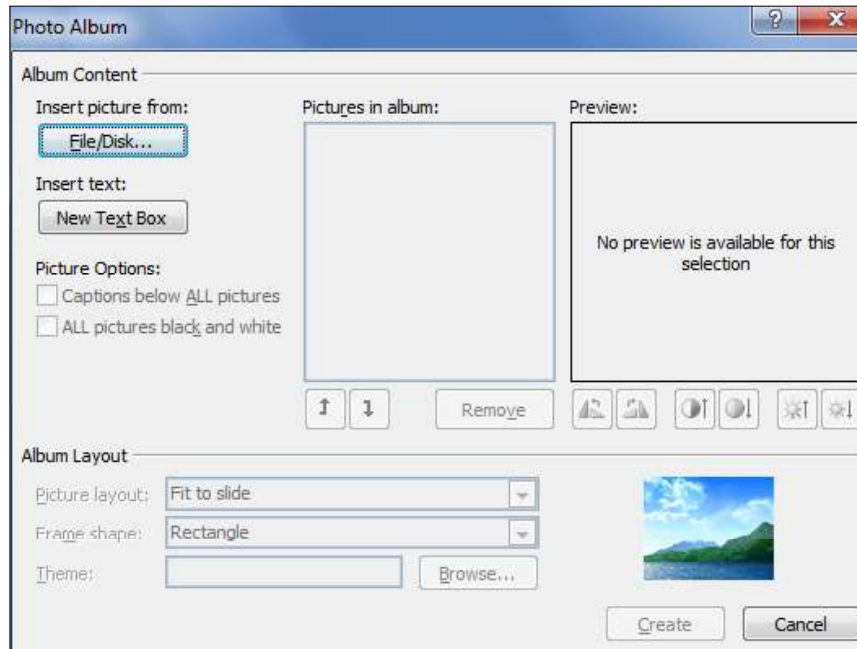 Photo Album
Album Content
Insert picture from:
File/Disk...
Insert text:
New Text Box
Picture Options:
Captions below ALL pictures
ALL pictures black and white
Pictures in album:
Remove
Preview:
No preview is available for this
selection
Album Layout
Picture layout: Fit to slide
Frame shape: Rectangle
Theme:
Browse...
Create
Cancel